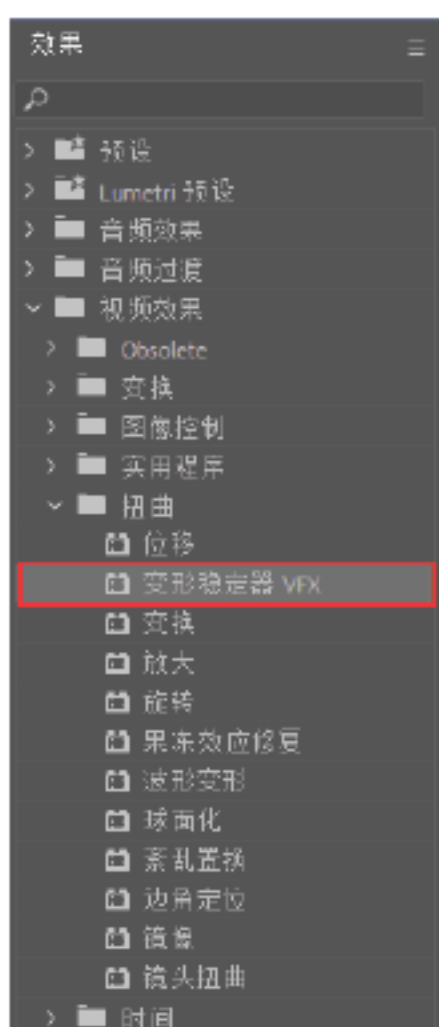 效果
预设
Lumetri 预设
音频效果
音频过渡
视频效果
Obsolete
变换
图像控制
实用程序
扭曲
位移
变形稳定器 VFX
变换
放大
旋转
果冻效应修复
波形变形
球面化
紊乱置换
边角定位
镜像
镜头扭曲
时间